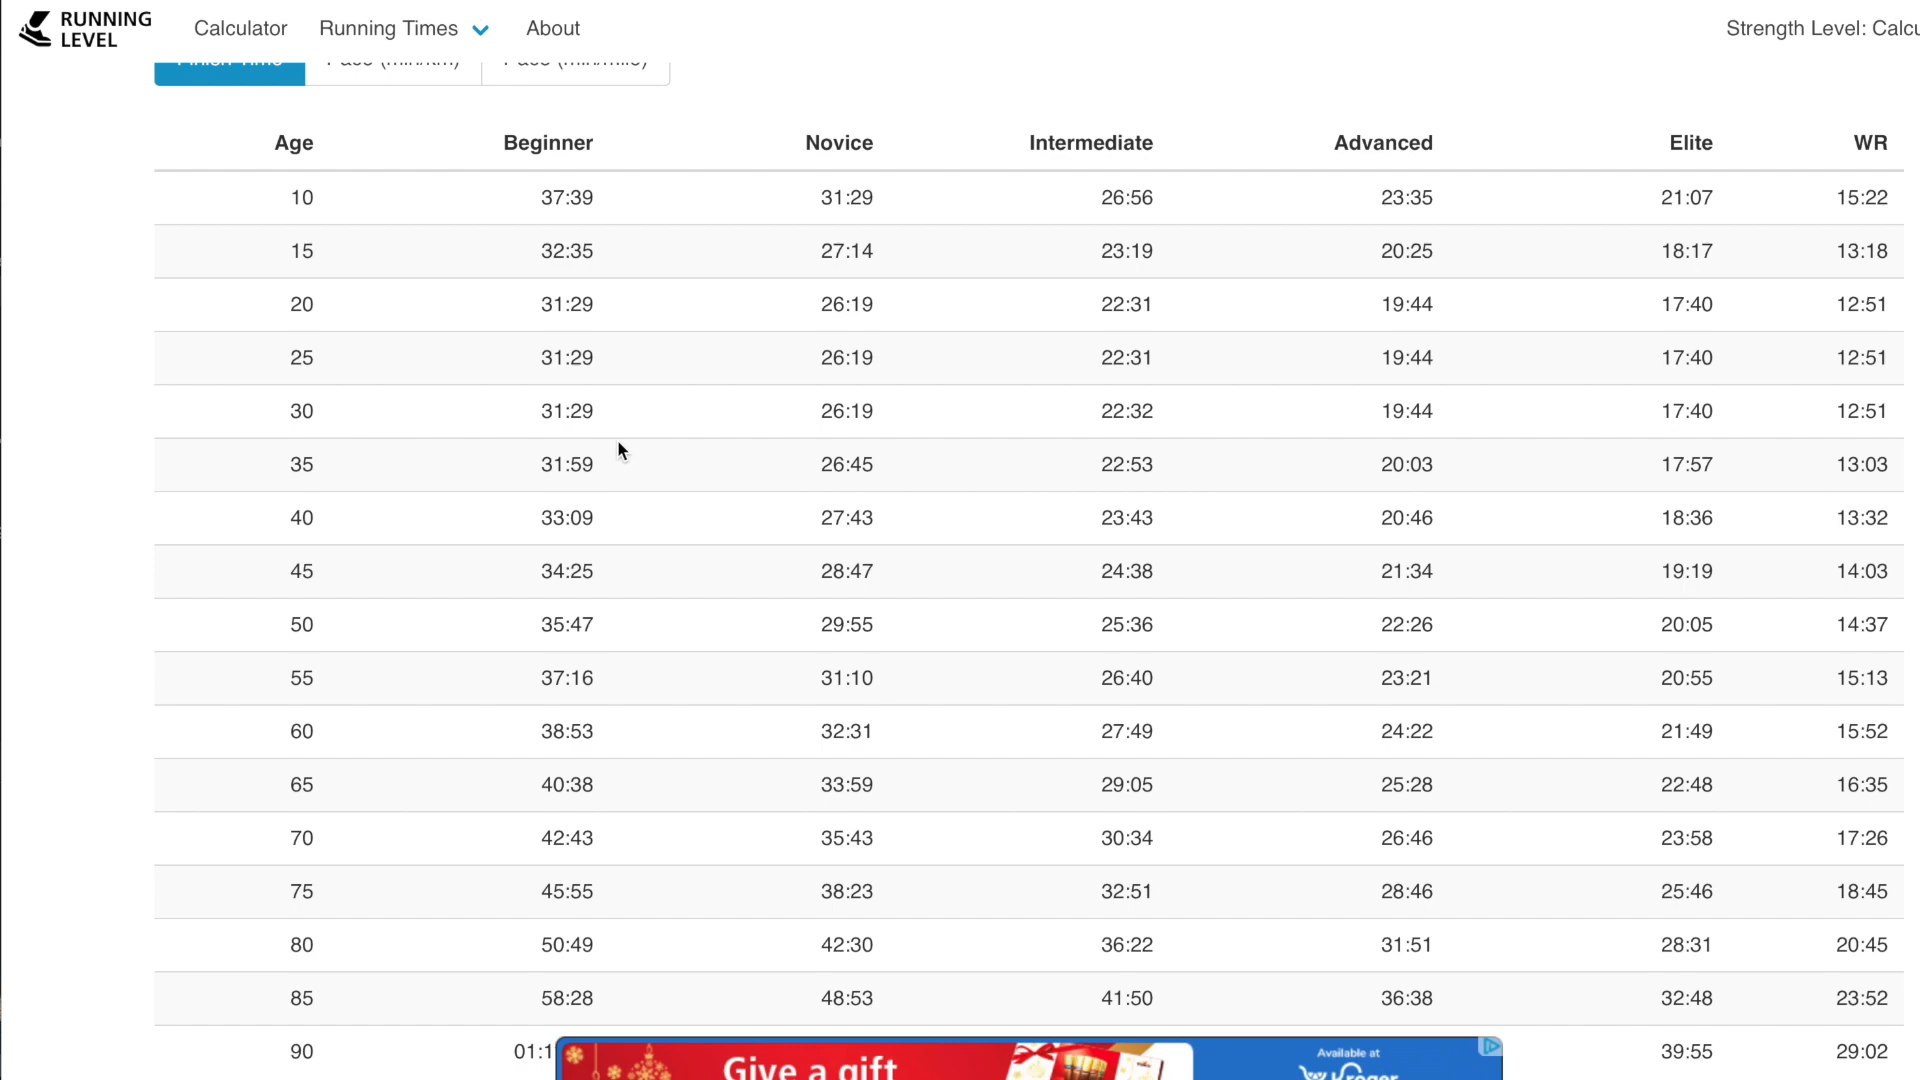 RUNNING
LEVEL
Calculator Running Times About Strength Level: Calcu
Finish Time Pace (min/km) Pace (min/mile)
Age Beginner Novice Intermediate Advanced Elite WR
10 37:39 31:29 26:56 23:35 21:07 15:22
15 32:35 27:14 23:19 20:25 18:17 13:18
20 31:29 26:19 22:31 19:44 17:40 12:51
25 31:29 26:19 22:31 19:44 17:40 12:51
30 31:29 26:19 22:32 19:44 17:40 12:51
35 31:59 26:45 22:53 20:03 17:57 13:03
40 33:09 27:43 23:43 20:46 18:36 13:32
45 34:25 28:47 24:38 21:34 19:19 14:03
50 35:47 29:55 25:36 22:26 20:05 14:37
55 37:16 31:10 26:40 23:21 20:55 15:13
60 38:53 32:31 27:49 24:22 21:49 15:52
65 40:38 33:59 29:05 25:28 22:48 16:35
70 42:43 35:43 30:34 26:46 23:58 17:26
75 45:55 38:23 32:51 28:46 25:46 18:45
80 50:49 42:30 36:22 31:51 28:31 20:45
85 58:28 48:53 41:50 36:38 32:48 23:52
90 01:1 39:55 29:02
Give a gift
Available at
Kroger